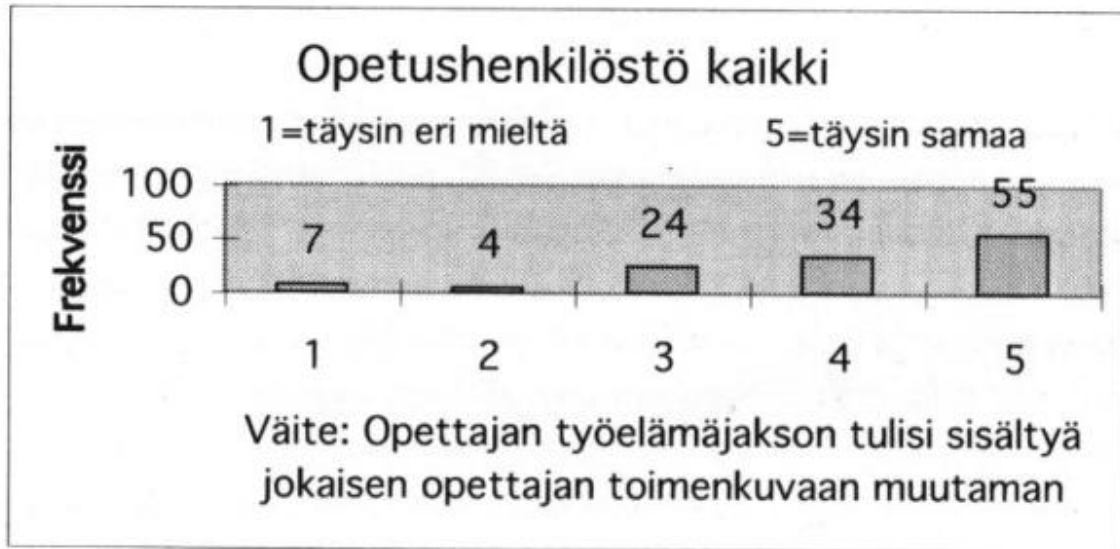 Opetushenkilöstö kaikki
1=täysin eri mieltä 5=täysin samaa
Frekvenssi
100
50
0
7 4 24 34 55
1 2 3 4 5
Väite: Opettajan työelämäjakson tulisi sisältyä
jokaisen opettajan toimenkuvaan muutaman